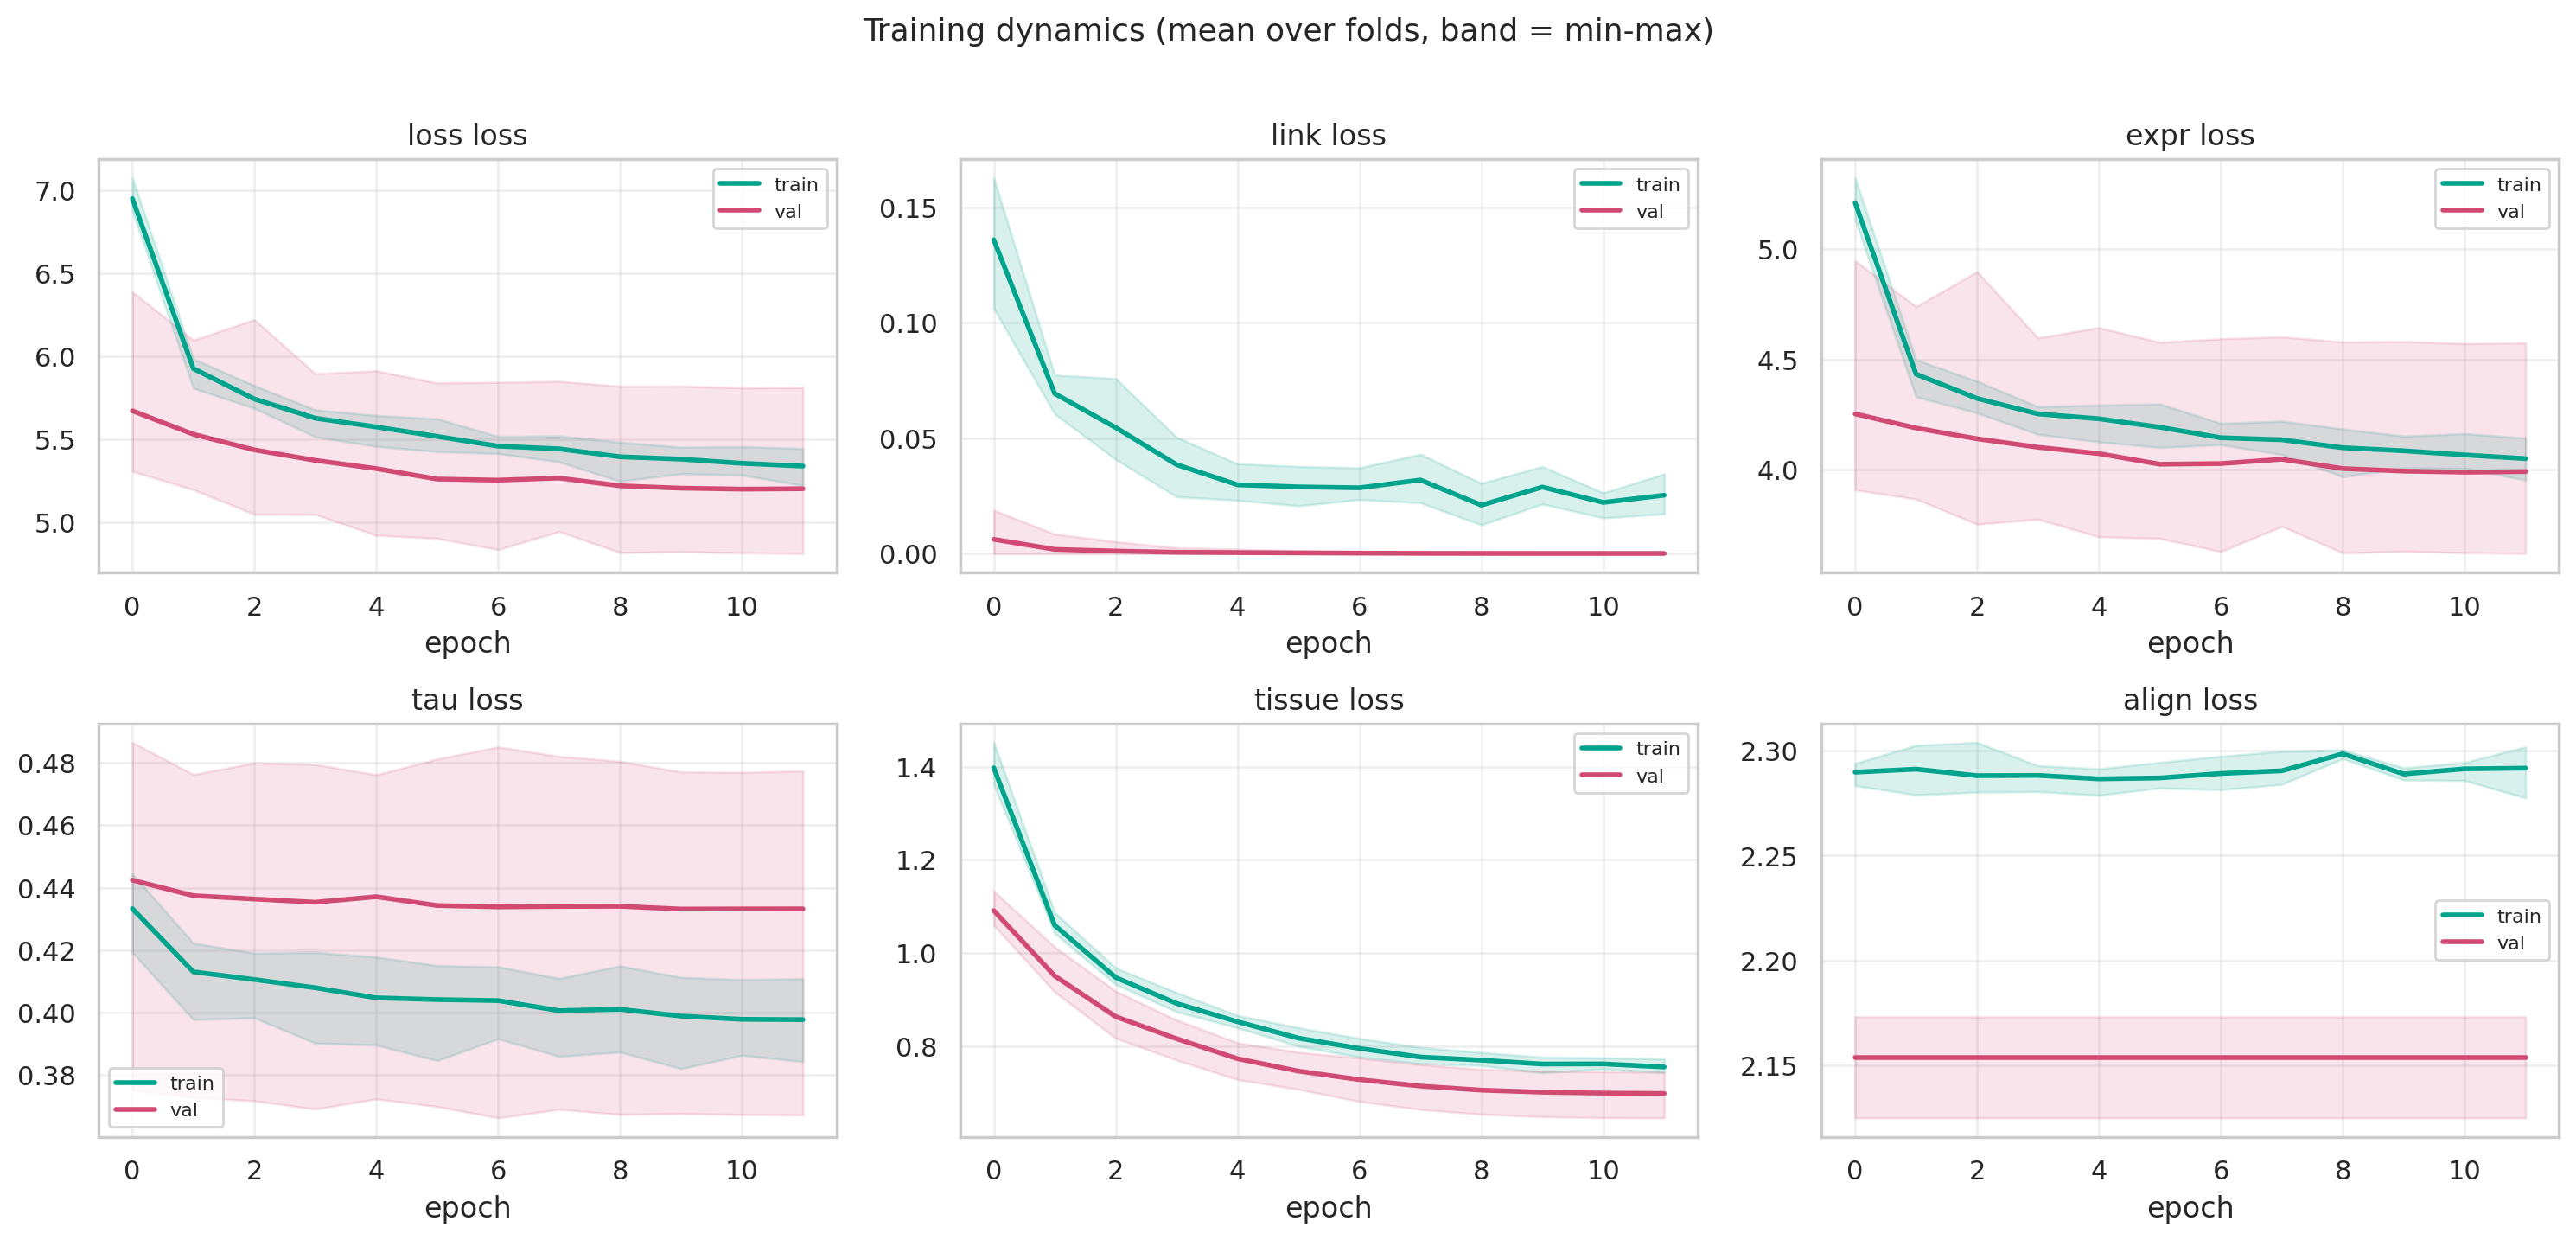 Training dynamics (mean over folds, band = min-max)
loss loss
7.0
6.5
6.0
5.5
5.0
0 2 4 6 8 10
epoch
train
val
link loss
0.15
0.10
0.05
0.00
0 2 4 6 8 10
epoch
train
val
expr loss
5.0
4.5
4.0
0 2 4 6 8 10
epoch
train
val
tau loss
0.48
0.46
0.44
0.42
0.40
0.38
0 2 4 6 8 10
epoch
train
val
tissue loss
1.4
1.2
1.0
0.8
0 2 4 6 8 10
epoch
train
val
align loss
2.30
2.25
2.20
2.15
0 2 4 6 8 10
epoch
train
val